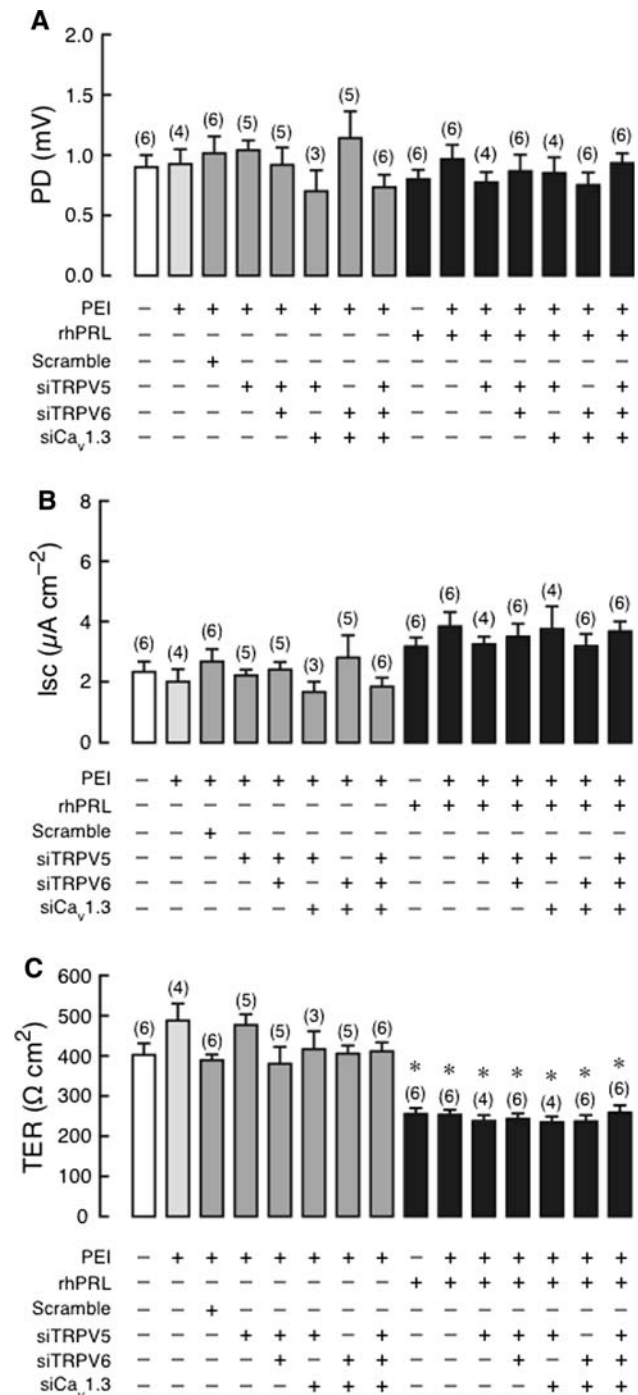 A
2.0
1.5
1.0
0.5
0.0
PD (mV)
(6) (4) (6) (5) (5) (3) (5) (6) (6) (6) (4) (6) (4) (6) (6)
PEI – + + + + + + + – + + + + + +
rhPRL – – – – – – – – + + + + + + +
Scramble – – + – – – – – – – – – – – –
siTRPV5 – – – + + + – + – – + + + – +
siTRPV6 – – – – + – + + – – – + – + +
siCav1.3 – – – – – + + + – – – – + + +
B
8
6
4
2
0
Isc (µA cm−2)
(6) (4) (6) (5) (5) (3) (5) (6) (6) (6) (4) (6) (4) (6) (6)
PEI – + + + + + + + – + + + + + +
rhPRL – – – – – – – – + + + + + + +
Scramble – – + – – – – – – – – – – – –
siTRPV5 – – – + + + – + – – + + + – +
siTRPV6 – – – – + – + + – – – + – + +
siCav1.3 – – – – – + + + – – – – + + +
C
600
500
400
300
200
100
0
TER (Ω cm2)
* * * * * * *
(6) (4) (6) (5) (5) (3) (5) (6) (6) (6) (4) (6) (4) (6) (6)
PEI – + + + + + + + – + + + + + +
rhPRL – – – – – – – – + + + + + + +
Scramble – – + – – – – – – – – – – – –
siTRPV5 – – – + + + – + – – + + + – +
siTRPV6 – – – – + – + + – – – + – + +
siCav1.3 – – – – – + + + – – – – + + +